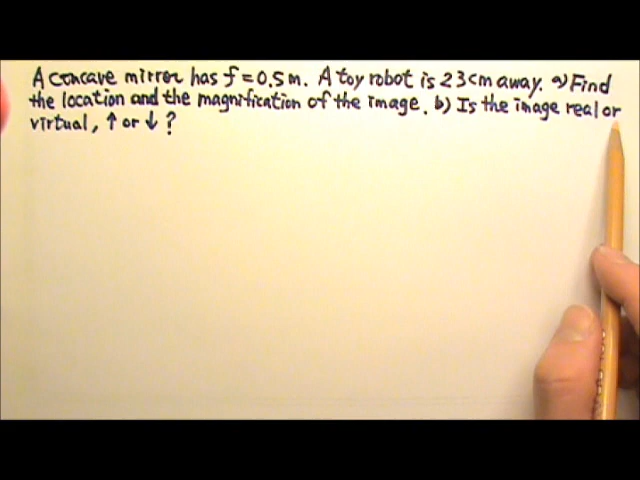 A concave mirror has f = 0.5m. A toy robot is 23cm away. a) Find
the location and the magnification of the image. b) Is the image real or
virtual, ↑ or ↓ ?